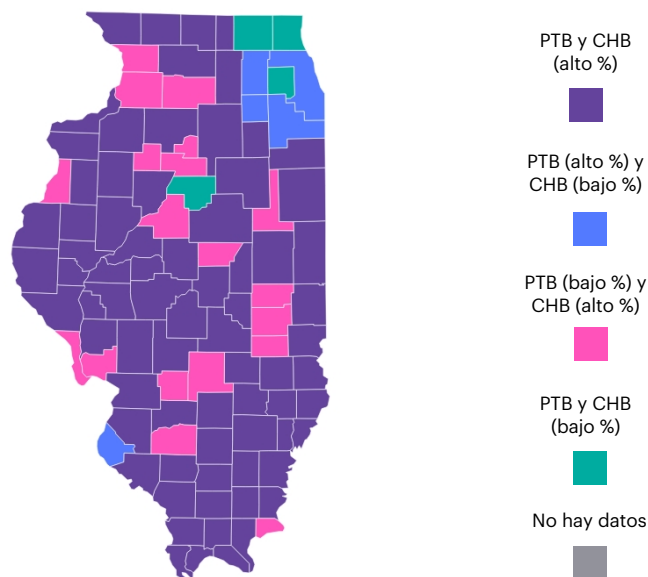 PTB y CHB
(alto %)
PTB (alto %) y
CHB (bajo %)
PTB (bajo %) y
CHB (alto %)
PTB y CHB
(bajo %)
No hay datos